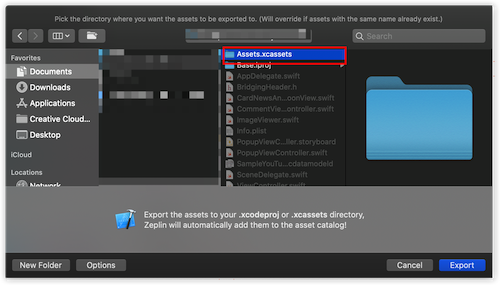 Pick the directory where you want the assets to be exported to. (Will override if assets with the same name already exist.)
Search
Favorites
Documents
Downloads
Applications
Creative Cloud...
Desktop
iCloud
Locations
Network
Assets.xcassets
Base.lproj
AppDelegate.swift
BridgingHeader.h
CardNewsAn...oonView.swift
CommentVie...ontroller.swift
ImageViewer.swift
Info.plist
PopupViewC...ller.storyboard
PopupViewController.swift
SampleYouTu...cdatamodeld
SceneDelegate.swift
ViewController.swift
Export the assets to your .xcodeproj or .xcassets directory,
Zeplin will automatically add them to the asset catalog!
New Folder
Options
Cancel
Export